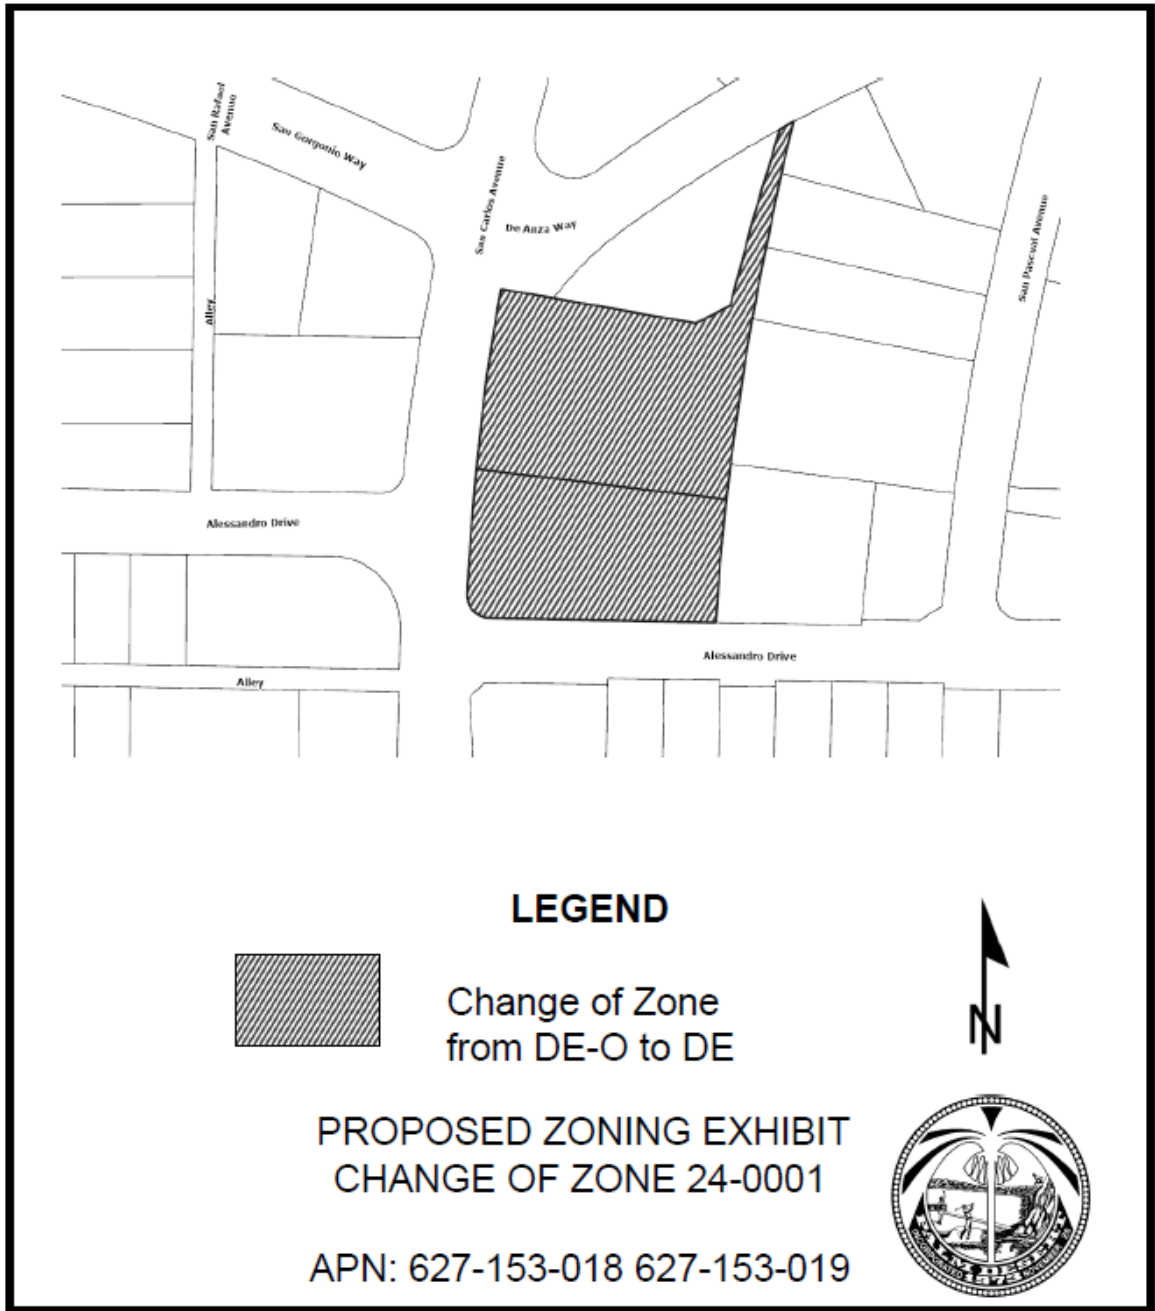 San Rafael
Avenue
San Gorgonio Way
San Carlos Avenue
De Anza Way
San Pascual Avenue
Alley
Alessandro Drive
Alessandro Drive
Alley
LEGEND
Change of Zone
from DE-O to DE
N
PROPOSED ZONING EXHIBIT
CHANGE OF ZONE 24-0001
APN: 627-153-018 627-153-019